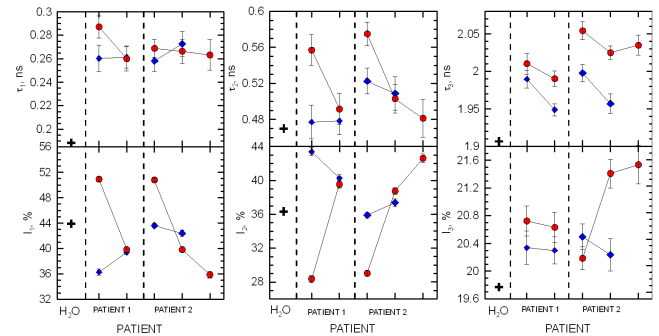 0.3
0.28
0.26
0.24
0.22
0.2
τ₁, ns
0.6
0.56
0.52
0.48
0.44
τ₂, ns
2.05
2
1.95
1.9
τ₃, ns
56
52
48
44
40
36
32
I₁, %
44
40
36
32
28
I₂, %
21.6
21.2
20.8
20.4
20
19.6
I₃, %
H₂O PATIENT 1 PATIENT 2
H₂O PATIENT 1 PATIENT 2
H₂O PATIENT 1 PATIENT 2
PATIENT
PATIENT
PATIENT